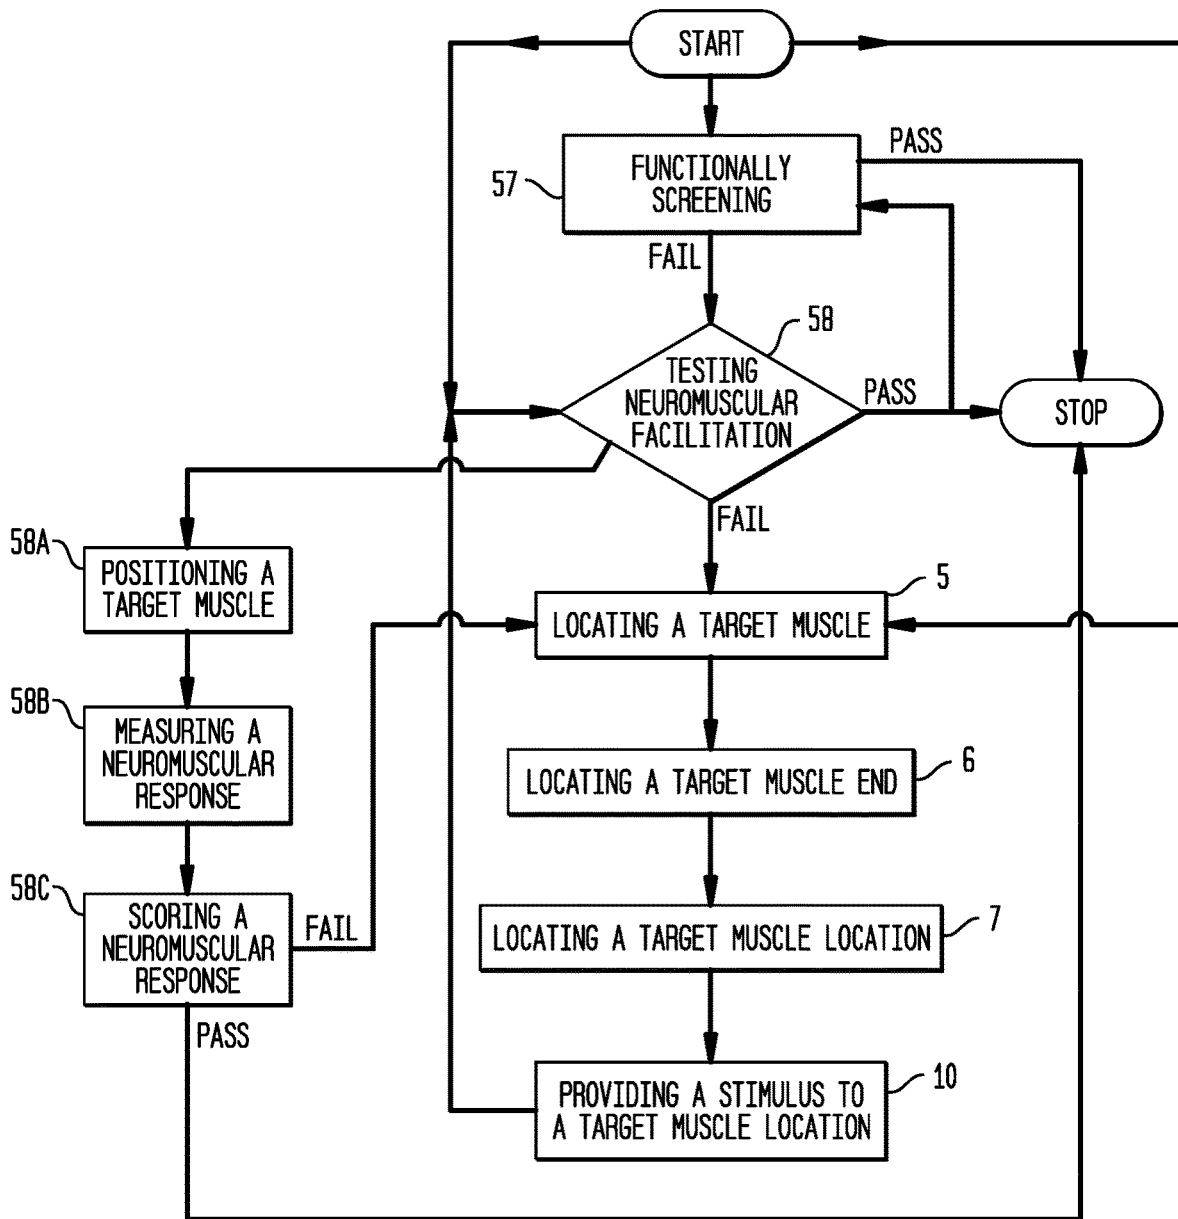 START
PASS
FUNCTIONALLY
SCREENING
57
FAIL
58
TESTING
NEUROMUSCULAR
FACILITATION
PASS
STOP
FAIL
58A
POSITIONING A
TARGET MUSCLE
5
LOCATING A TARGET MUSCLE
58B
MEASURING A
NEUROMUSCULAR
RESPONSE
6
LOCATING A TARGET MUSCLE END
58C
SCORING A
NEUROMUSCULAR
RESPONSE
FAIL
PASS
7
LOCATING A TARGET MUSCLE LOCATION
10
PROVIDING A STIMULUS TO
A TARGET MUSCLE LOCATION